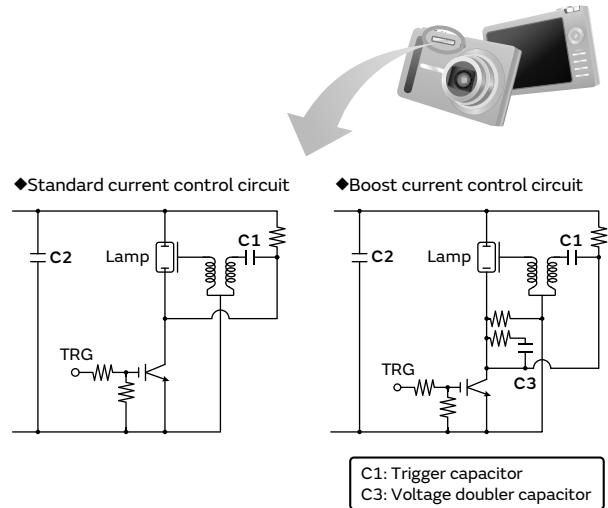 ◆Standard current control circuit
C2
Lamp
C1
TRG
◆Boost current control circuit
C2
Lamp
C1
TRG
C3
C1: Trigger capacitor
C3: Voltage doubler capacitor